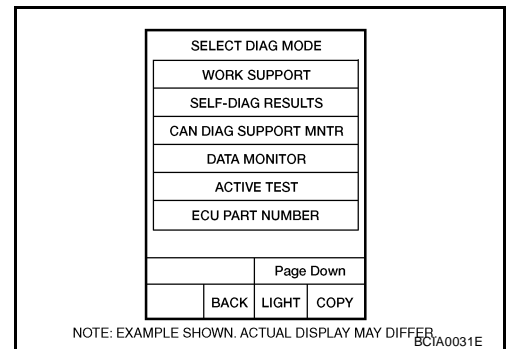 SELECT DIAG MODE
WORK SUPPORT
SELF-DIAG RESULTS
CAN DIAG SUPPORT MNTR
DATA MONITOR
ACTIVE TEST
ECU PART NUMBER
Page Down
BACK LIGHT COPY
NOTE: EXAMPLE SHOWN. ACTUAL DISPLAY MAY DIFFER.
BCIA0031E